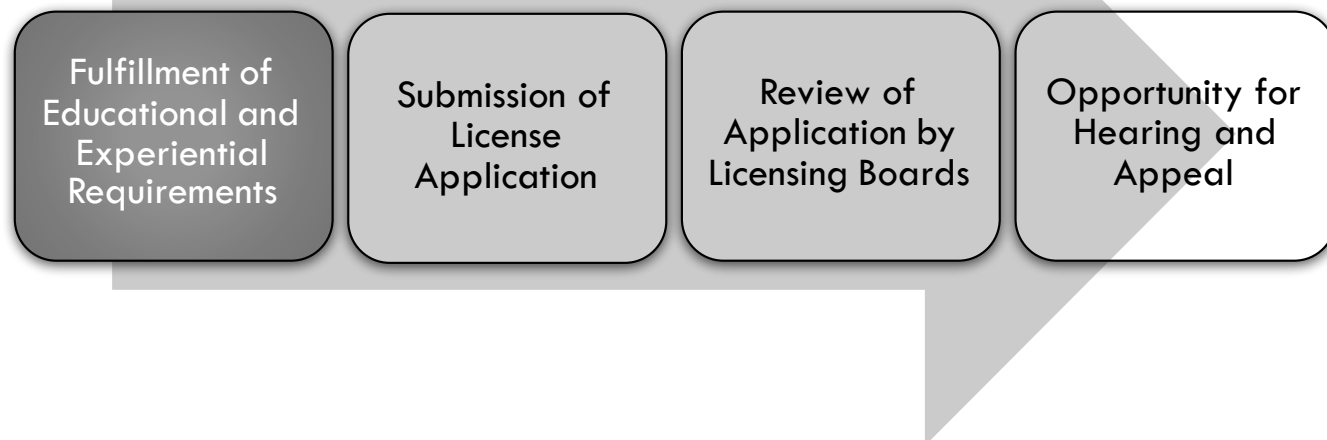 Fulfillment of
Educational and
Experiential
Requirements
Submission of
License
Application
Review of
Application by
Licensing Boards
Opportunity for
Hearing and
Appeal